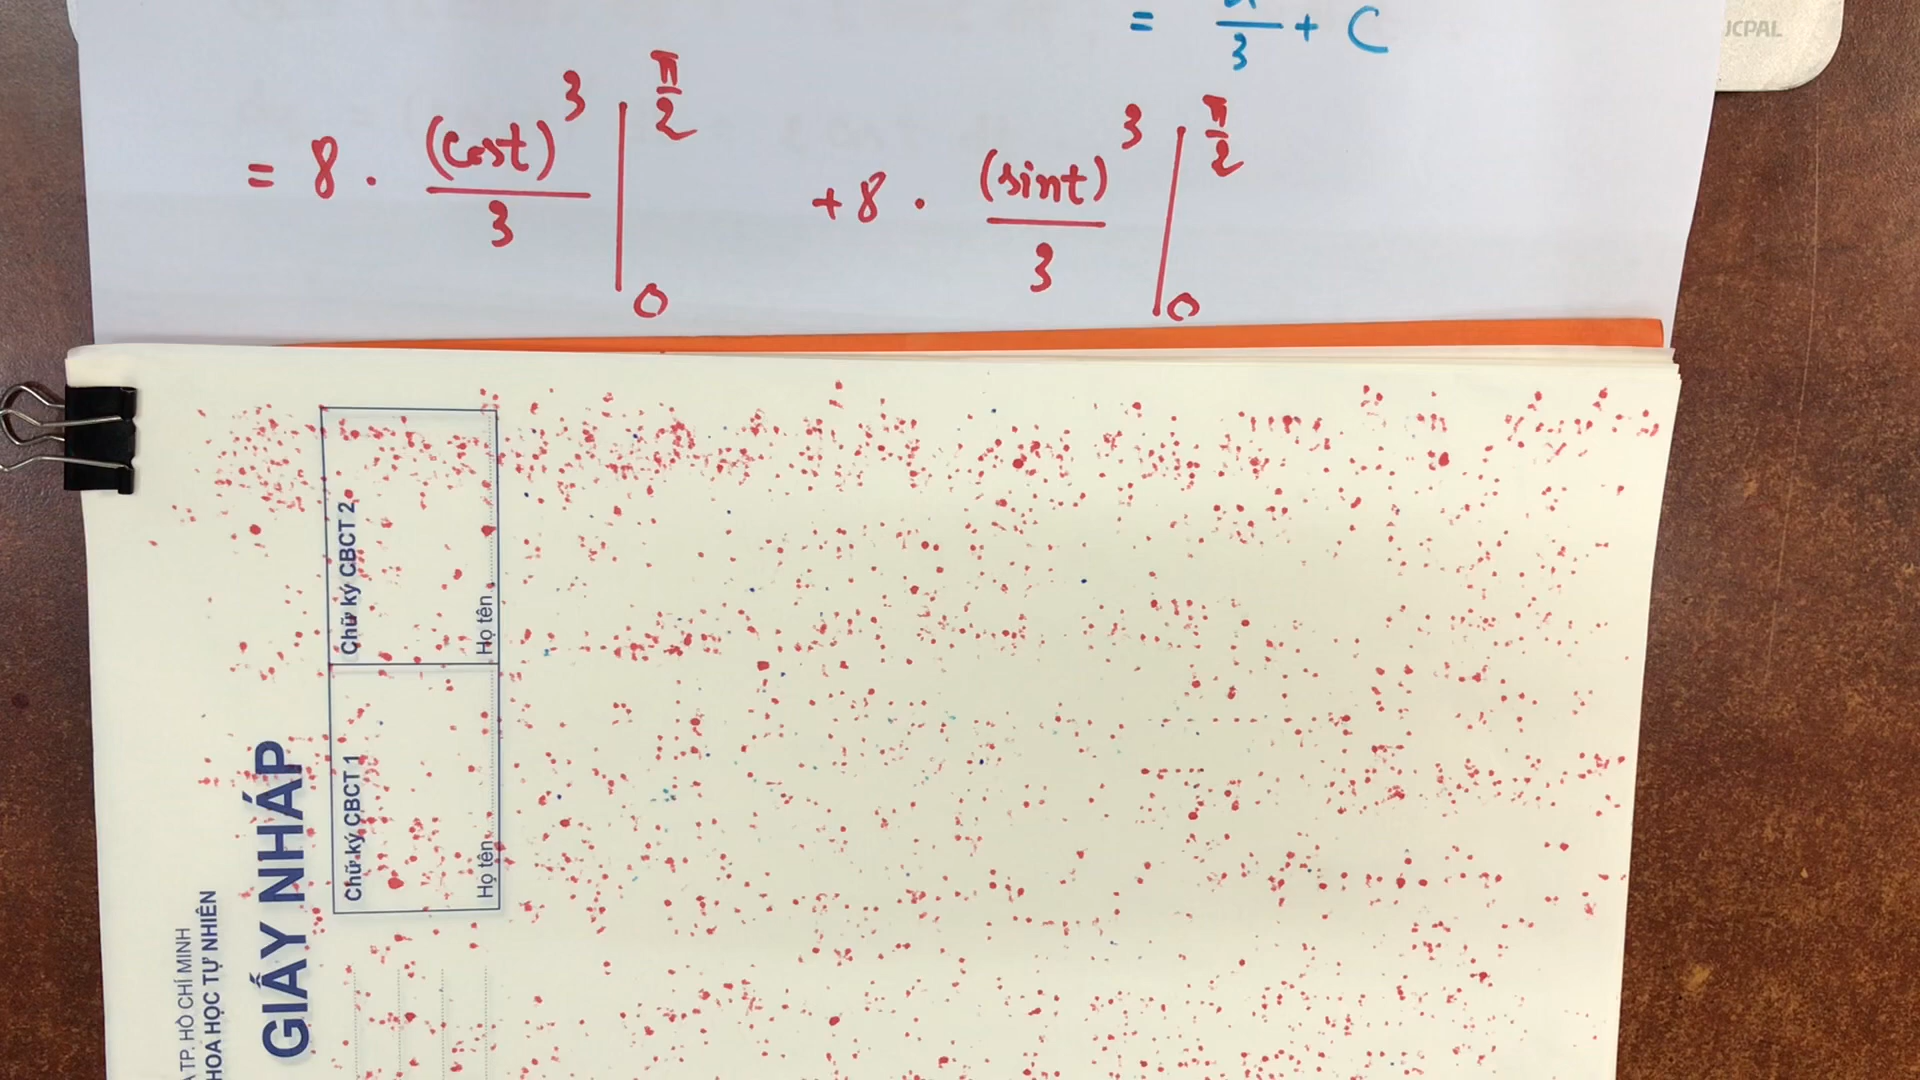 = x/3 + C
JCPAL
= 8 . (cost)^3/3 |_0^{π/2} + 8 . (sint)^3/3 |_0^{π/2}
TP. HỒ CHÍ MINH
KHOA HỌC TỰ NHIÊN
GIẤY NHÁP
Chữ ký CBCT 1
Họ tên
Chữ ký CBCT 2
Họ tên